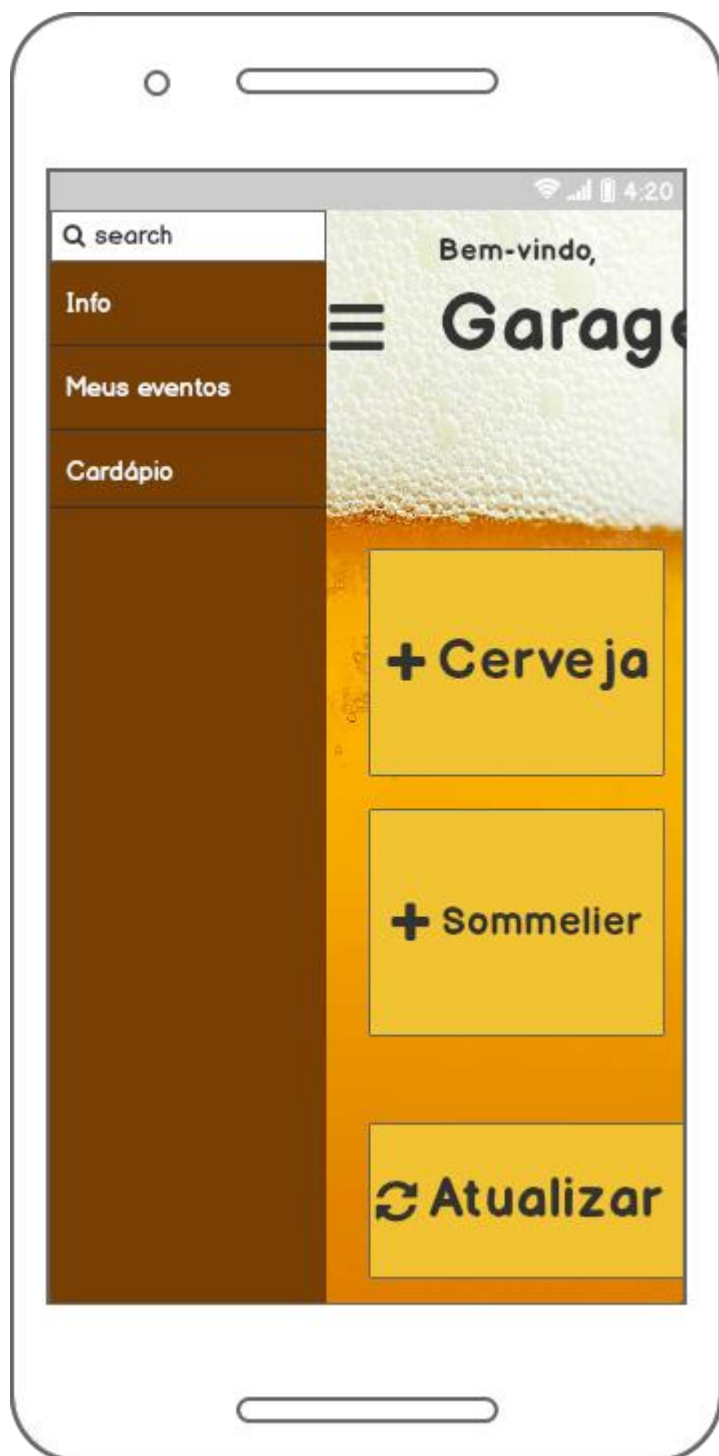 4:20
search
Info
Meus eventos
Cardápio
Bem-vindo,
Garage
+ Cerveja
+ Sommelier
Atualizar